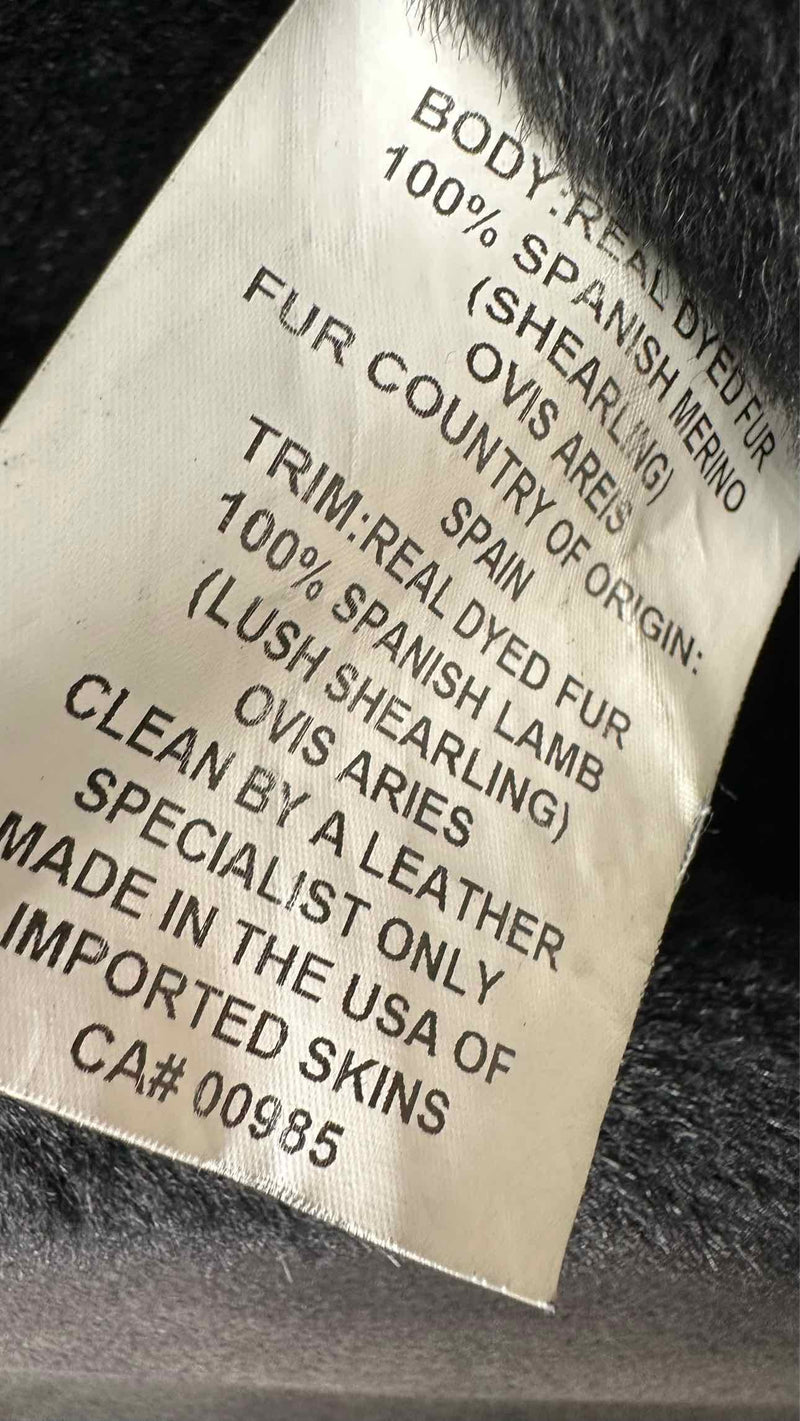 BODY:REAL DYED FUR
100% SPANISH MERINO
(SHEARLING)
OVIS AREIS
FUR COUNTRY OF ORIGIN:
SPAIN
TRIM:REAL DYED FUR
100% SPANISH LAMB
(LUSH SHEARLING)
OVIS ARIES
CLEAN BY A LEATHER
SPECIALIST ONLY
MADE IN THE USA OF
IMPORTED SKINS
CA# 00985